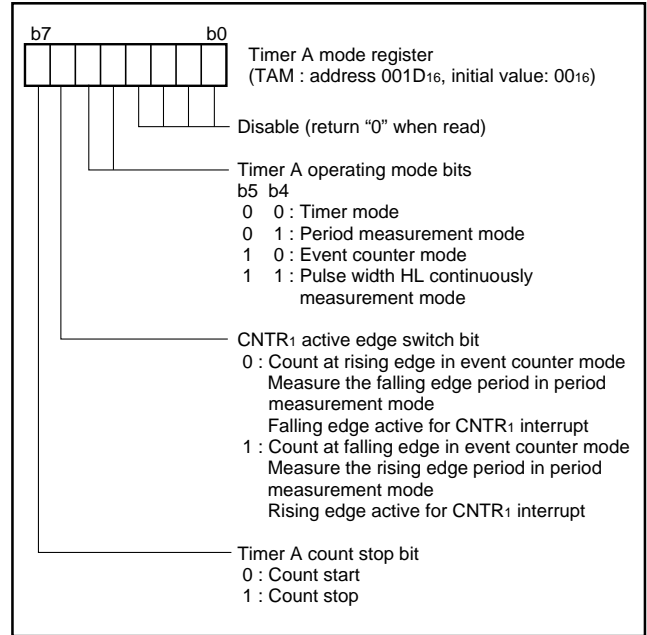 b7 b0
Timer A mode register
(TAM : address 001D₁₆, initial value: 00₁₆)
Disable (return “0” when read)
Timer A operating mode bits
b5 b4
0 0 : Timer mode
0 1 : Period measurement mode
1 0 : Event counter mode
1 1 : Pulse width HL continuously
measurement mode
CNTR₁ active edge switch bit
0 : Count at rising edge in event counter mode
Measure the falling edge period in period
measurement mode
Falling edge active for CNTR₁ interrupt
1 : Count at falling edge in event counter mode
Measure the rising edge period in period
measurement mode
Rising edge active for CNTR₁ interrupt
Timer A count stop bit
0 : Count start
1 : Count stop